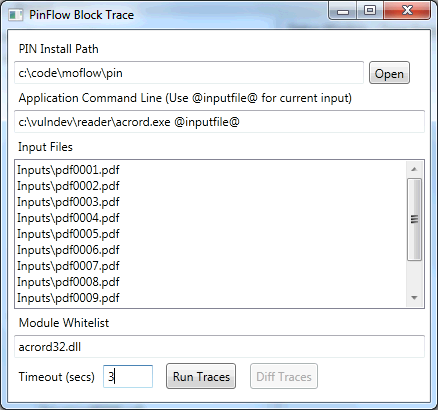 PinFlow Block Trace
PIN Install Path
c:\code\moflow\pin
Open
Application Command Line (Use @inputfile@ for current input)
c:\vulndev\reader\acrord.exe @inputfile@
Input Files
Inputs\pdf0001.pdf
Inputs\pdf0002.pdf
Inputs\pdf0003.pdf
Inputs\pdf0004.pdf
Inputs\pdf0005.pdf
Inputs\pdf0006.pdf
Inputs\pdf0007.pdf
Inputs\pdf0008.pdf
Inputs\pdf0009.pdf
Module Whitelist
acrord32.dll
Timeout (secs) 3 Run Traces Diff Traces